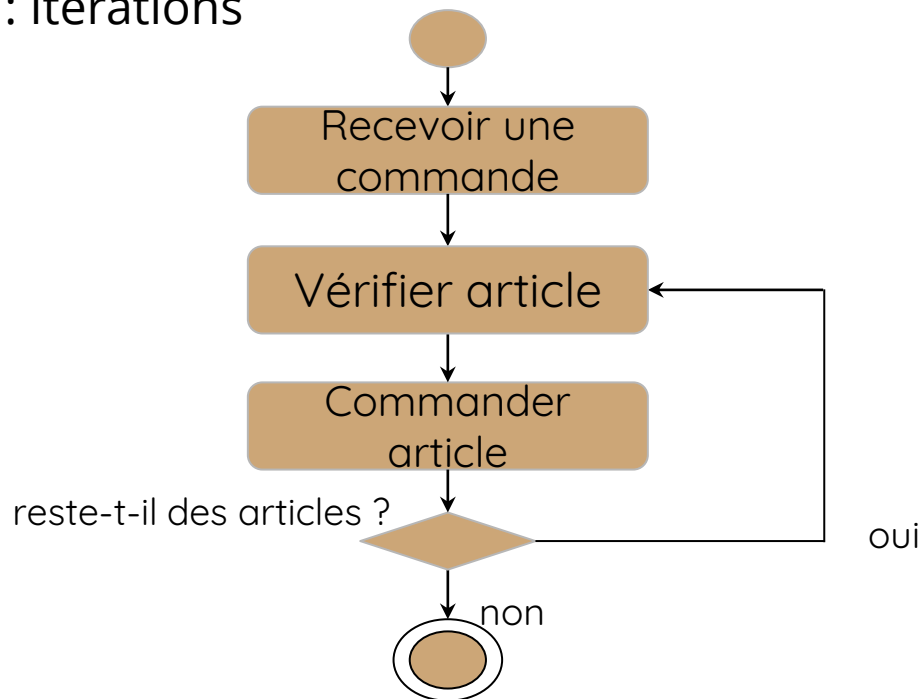 : itérations
Recevoir une
commande
Vérifier article
Commander
article
reste-t-il des articles ?
oui
non